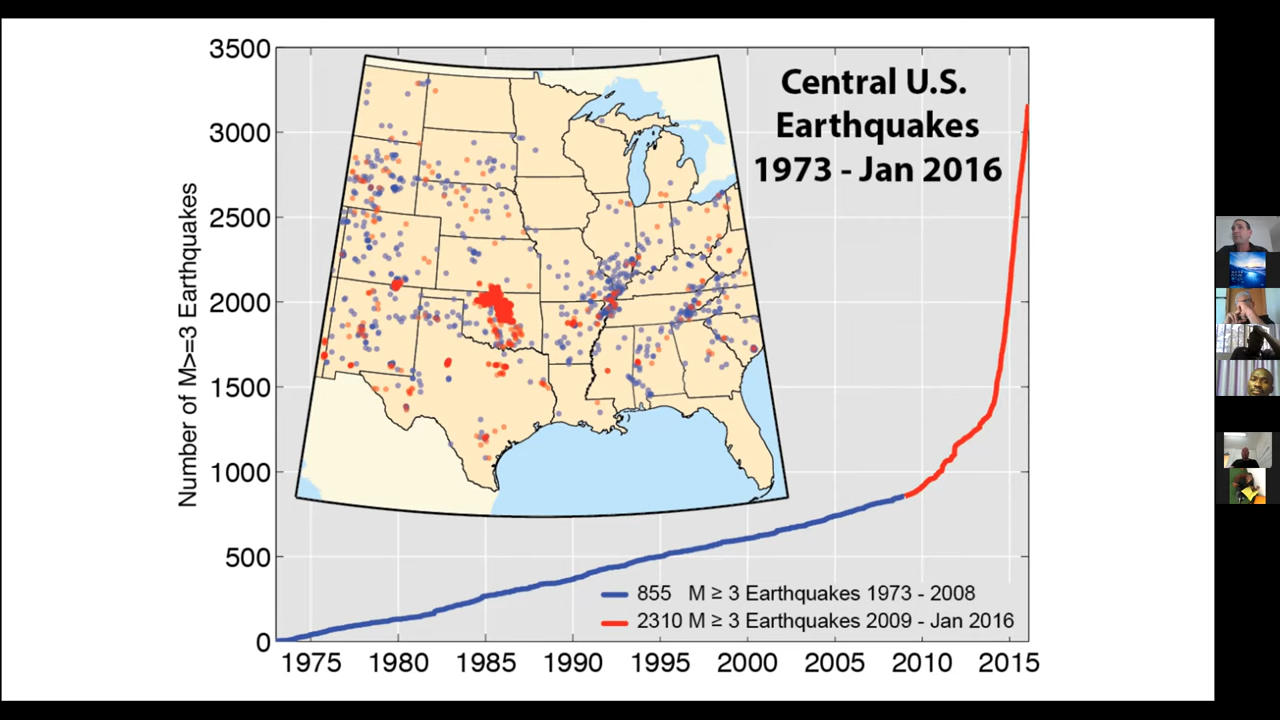 Central U.S.
Earthquakes
1973 - Jan 2016
Number of M>=3 Earthquakes
3500
3000
2500
2000
1500
1000
500
0
855 M ≥ 3 Earthquakes 1973 - 2008
2310 M ≥ 3 Earthquakes 2009 - Jan 2016
1975 1980 1985 1990 1995 2000 2005 2010 2015